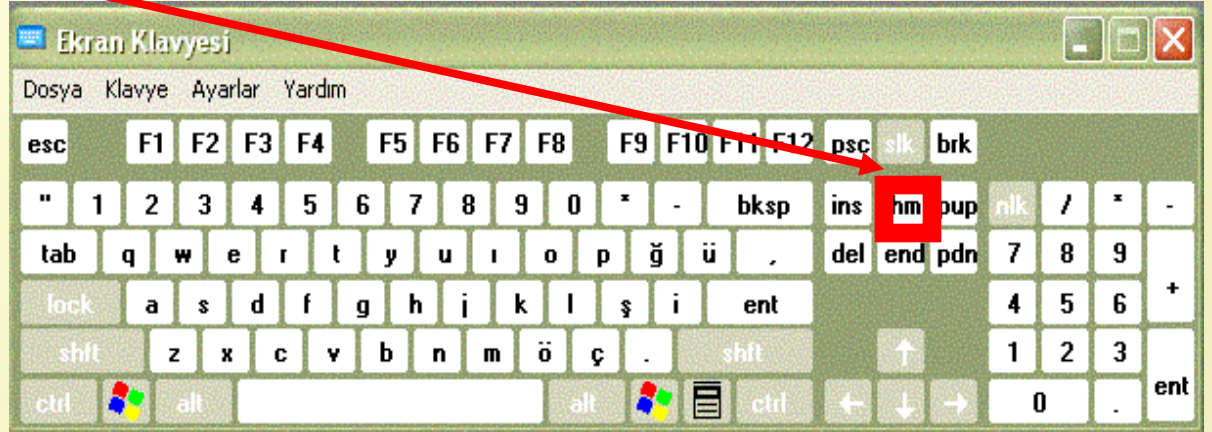 Ekran Klavyesi
Dosya Klavye Ayarlar Yardım
esc F1 F2 F3 F4 F5 F6 F7 F8 F9 F10 F11 F12 psc slk brk
" 1 2 3 4 5 6 7 8 9 0 * - bksp ins hm pup nlk / * -
tab q w e r t y u ı o p ğ ü , del end pdn 7 8 9 +
lock a s d f g h j k l ş i ent 4 5 6
shft z x c v b n m ö ç . shft ↑ 1 2 3 ent
ctrl alt alt ctrl ← ↓ → 0 .